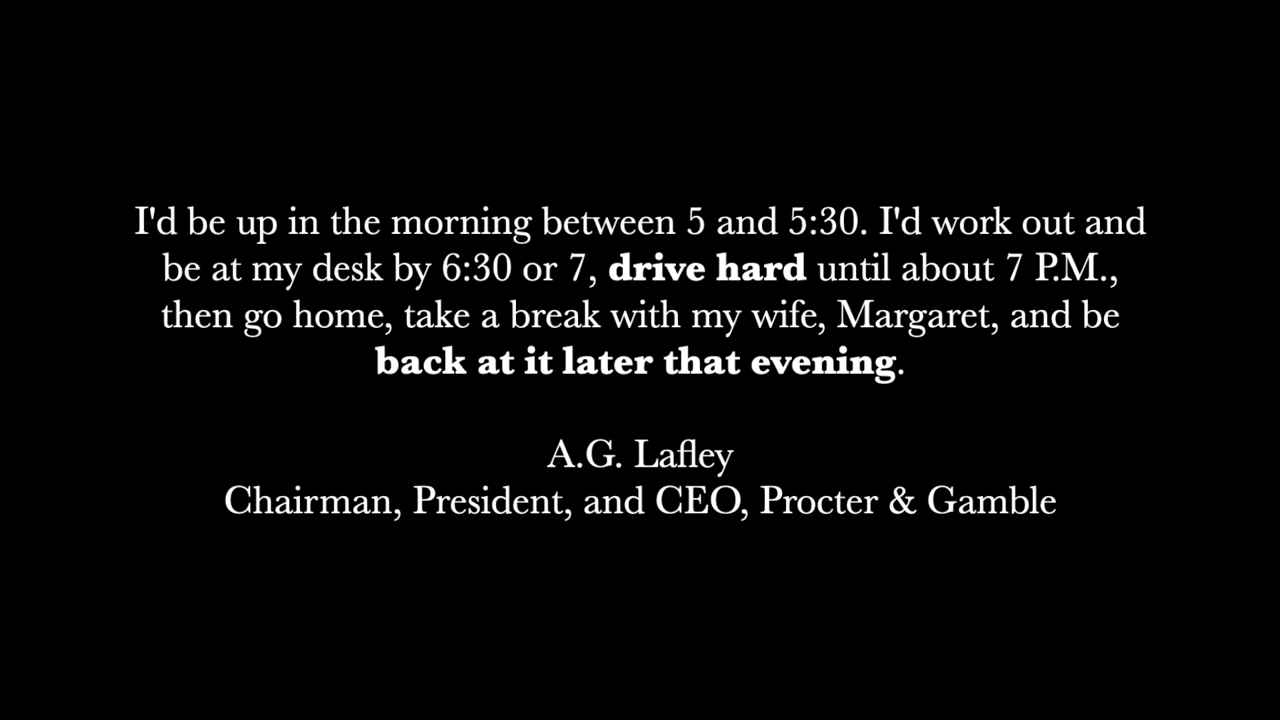 I'd be up in the morning between 5 and 5:30. I'd work out and
be at my desk by 6:30 or 7, drive hard until about 7 P.M.,
then go home, take a break with my wife, Margaret, and be
back at it later that evening.
A.G. Lafley
Chairman, President, and CEO, Procter & Gamble